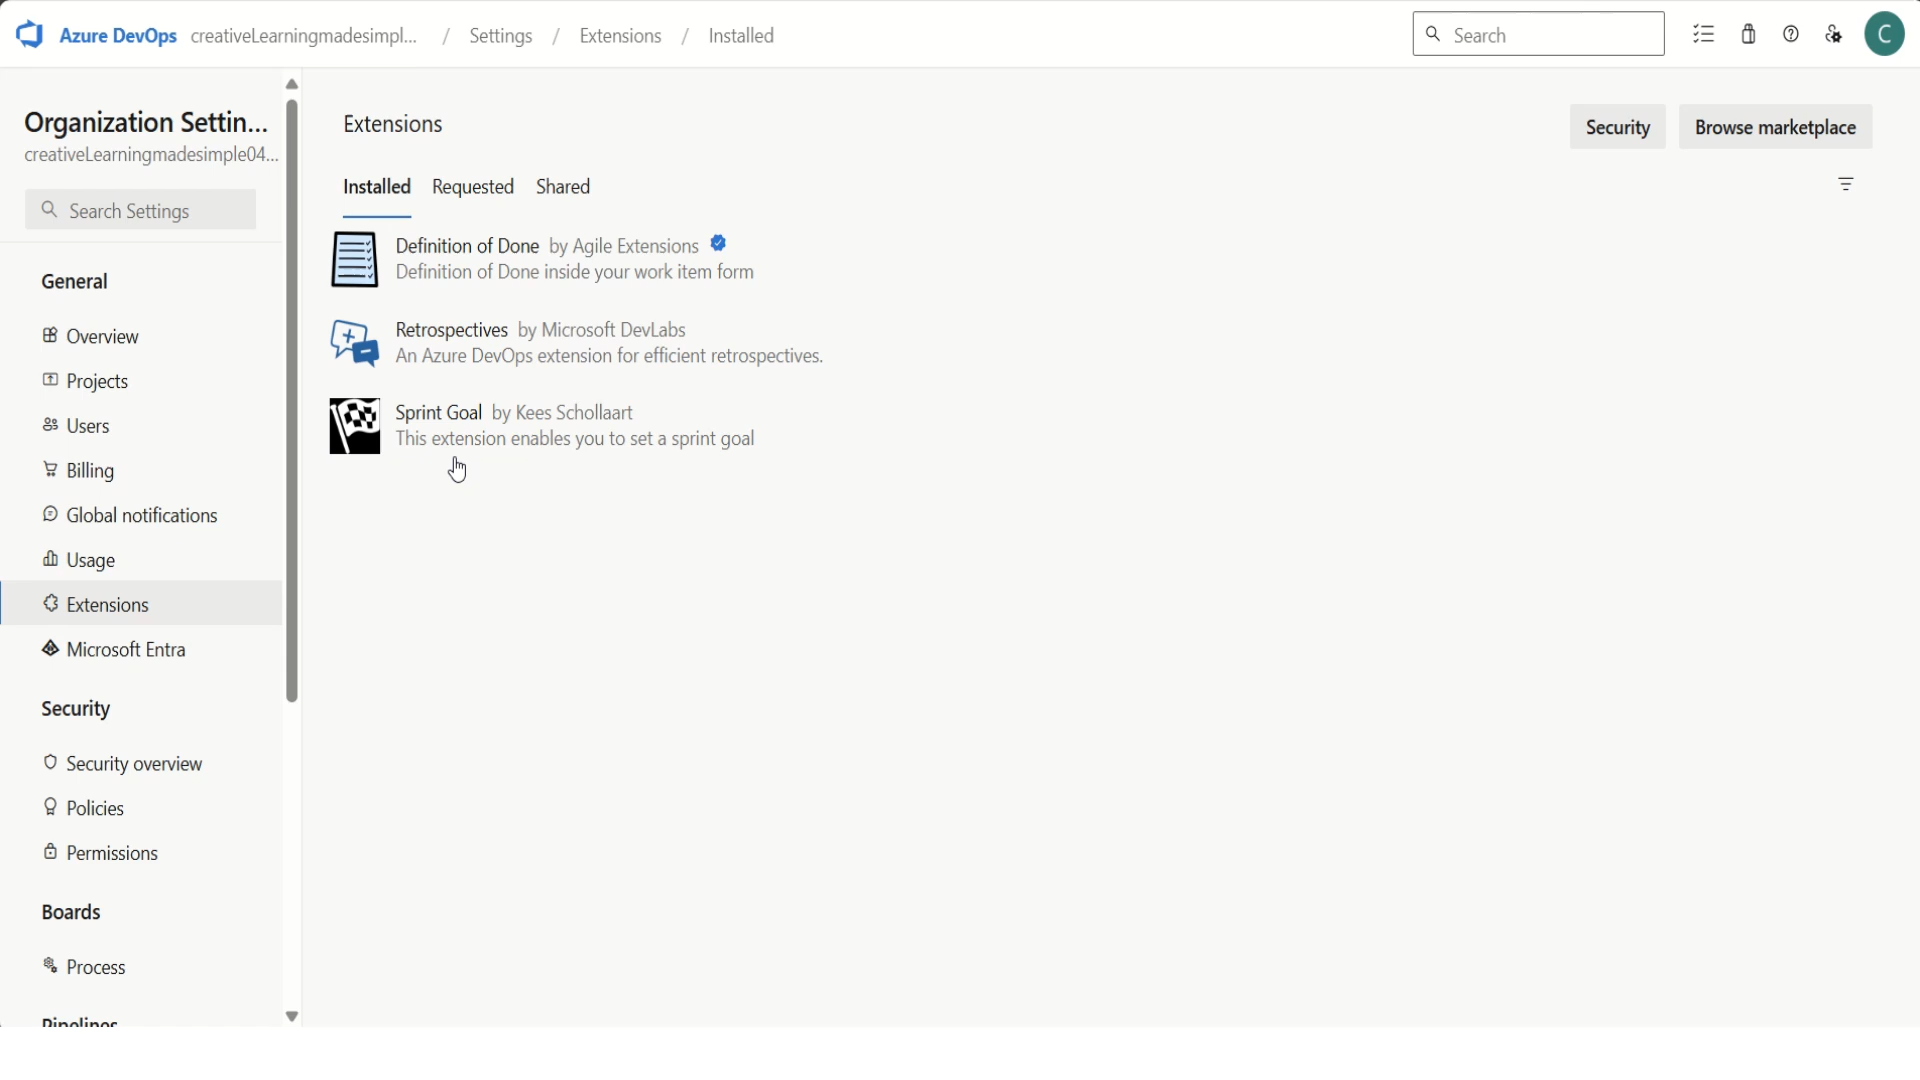 Azure DevOps creativeLearningmadesimpl... / Settings / Extensions / Installed
Search
C
Organization Settin...
creativeLearningmadesimple04...
Search Settings
General
Overview
Projects
Users
Billing
Global notifications
Usage
Extensions
Microsoft Entra
Security
Security overview
Policies
Permissions
Boards
Process
Pipelines
Extensions
Security
Browse marketplace
Installed Requested Shared
Definition of Done by Agile Extensions
Definition of Done inside your work item form
Retrospectives by Microsoft DevLabs
An Azure DevOps extension for efficient retrospectives.
Sprint Goal by Kees Schollaart
This extension enables you to set a sprint goal